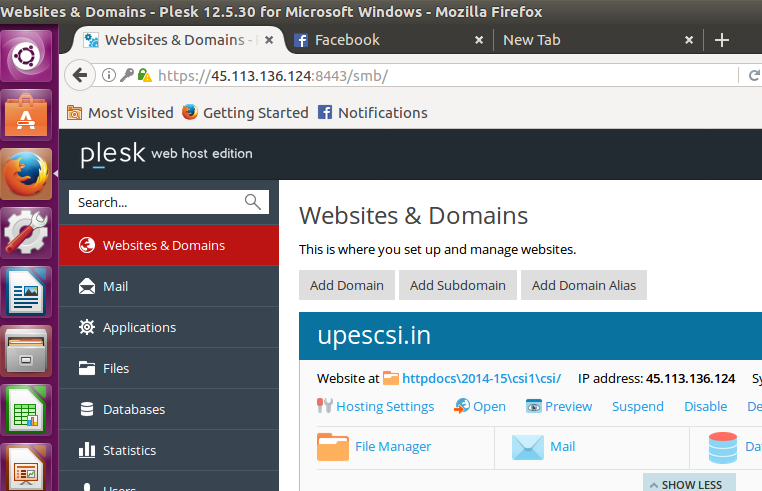 Websites & Domains - Plesk 12.5.30 for Microsoft Windows - Mozilla Firefox
Websites & Domains - × Facebook × New Tab × +
https://45.113.136.124:8443/smb/
Most Visited Getting Started Notifications
plesk web host edition
Search...
Websites & Domains
Mail
Applications
Files
Databases
Statistics
Users
Websites & Domains
This is where you set up and manage websites.
Add Domain Add Subdomain Add Domain Alias
upescsi.in
Website at httpdocs\2014-15\csi1\csi/ IP address: 45.113.136.124 Sy
Hosting Settings Open Preview Suspend Disable De
File Manager Mail Da
SHOW LESS